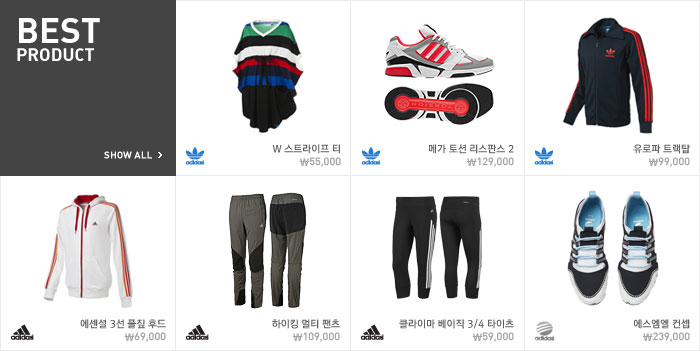 BEST
PRODUCT
SHOW ALL >
adidas
W 스트라이프 티
₩55,000
adidas
메가 토션 리스판스 2
₩129,000
adidas
유로파 트랙탑
₩99,000
adidas
에센셜 3선 풀짚 후드
₩69,000
adidas
하이킹 멀티 팬츠
₩109,000
adidas
클라이마 베이직 3/4 타이츠
₩59,000
adidas
에스엠엘 컨셉
₩239,000